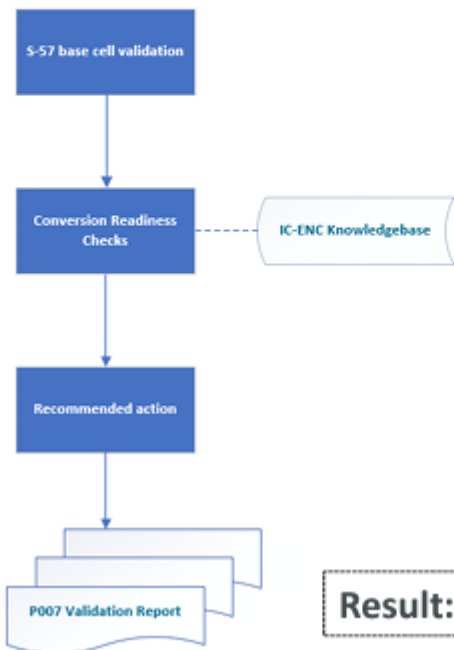 S-57 base cell validation
Conversion Readiness
Checks
IC-ENC Knowledgebase
Recommended action
P007 Validation Report
Result: